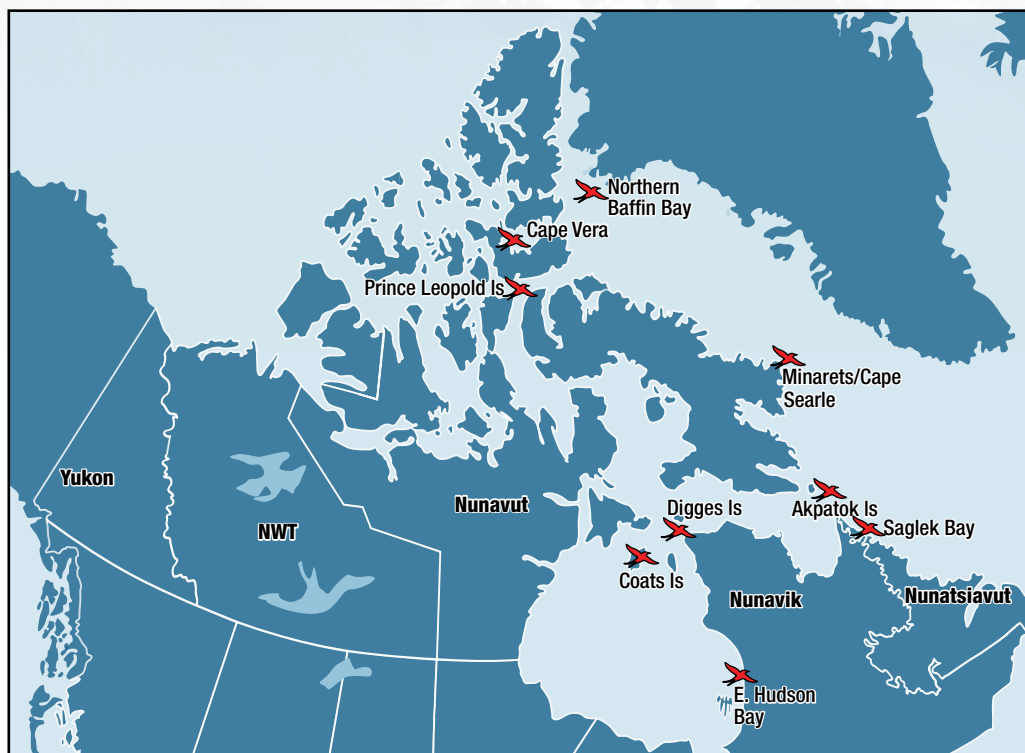 Northern
Baffin Bay
Cape Vera
Prince Leopold Is
Minarets/Cape
Searle
Yukon
NWT
Nunavut
Digges Is
Akpatok Is
Saglek Bay
Coats Is
Nunavik
Nunatsiavut
E. Hudson
Bay